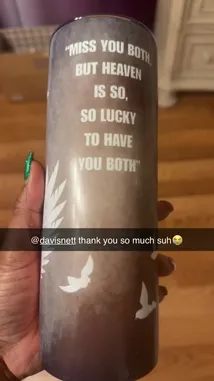 "MISS YOU BOTH,
BUT HEAVEN
IS SO,
SO LUCKY
TO HAVE
YOU BOTH"
@davisnett thank you so much suh😭